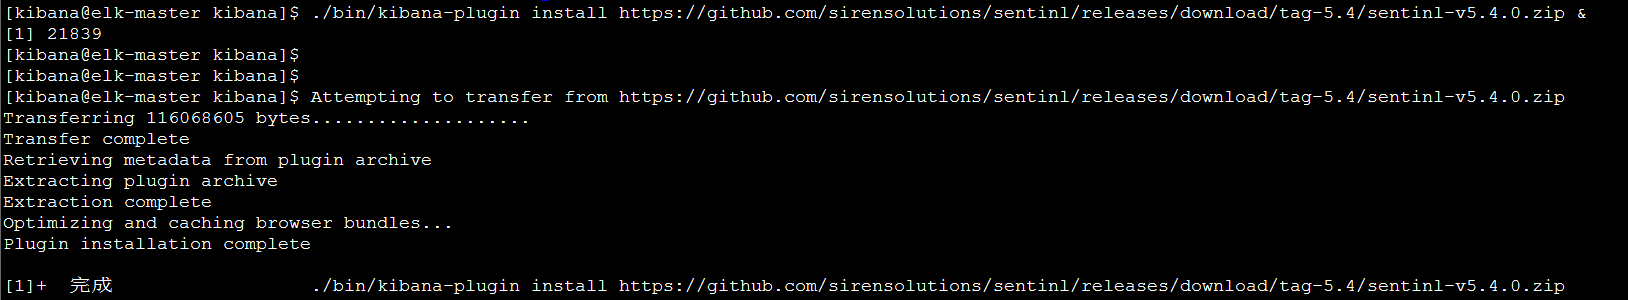 [kibana@elk-master kibana]$ ./bin/kibana-plugin install https://github.com/sirensolutions/sentinl/releases/download/tag-5.4/sentinl-v5.4.0.zip &
[1] 21839
[kibana@elk-master kibana]$
[kibana@elk-master kibana]$
[kibana@elk-master kibana]$ Attempting to transfer from https://github.com/sirensolutions/sentinl/releases/download/tag-5.4/sentinl-v5.4.0.zip
Transferring 116068605 bytes....................
Transfer complete
Retrieving metadata from plugin archive
Extracting plugin archive
Extraction complete
Optimizing and caching browser bundles...
Plugin installation complete
[1]+  完成                  ./bin/kibana-plugin install https://github.com/sirensolutions/sentinl/releases/download/tag-5.4/sentinl-v5.4.0.zip